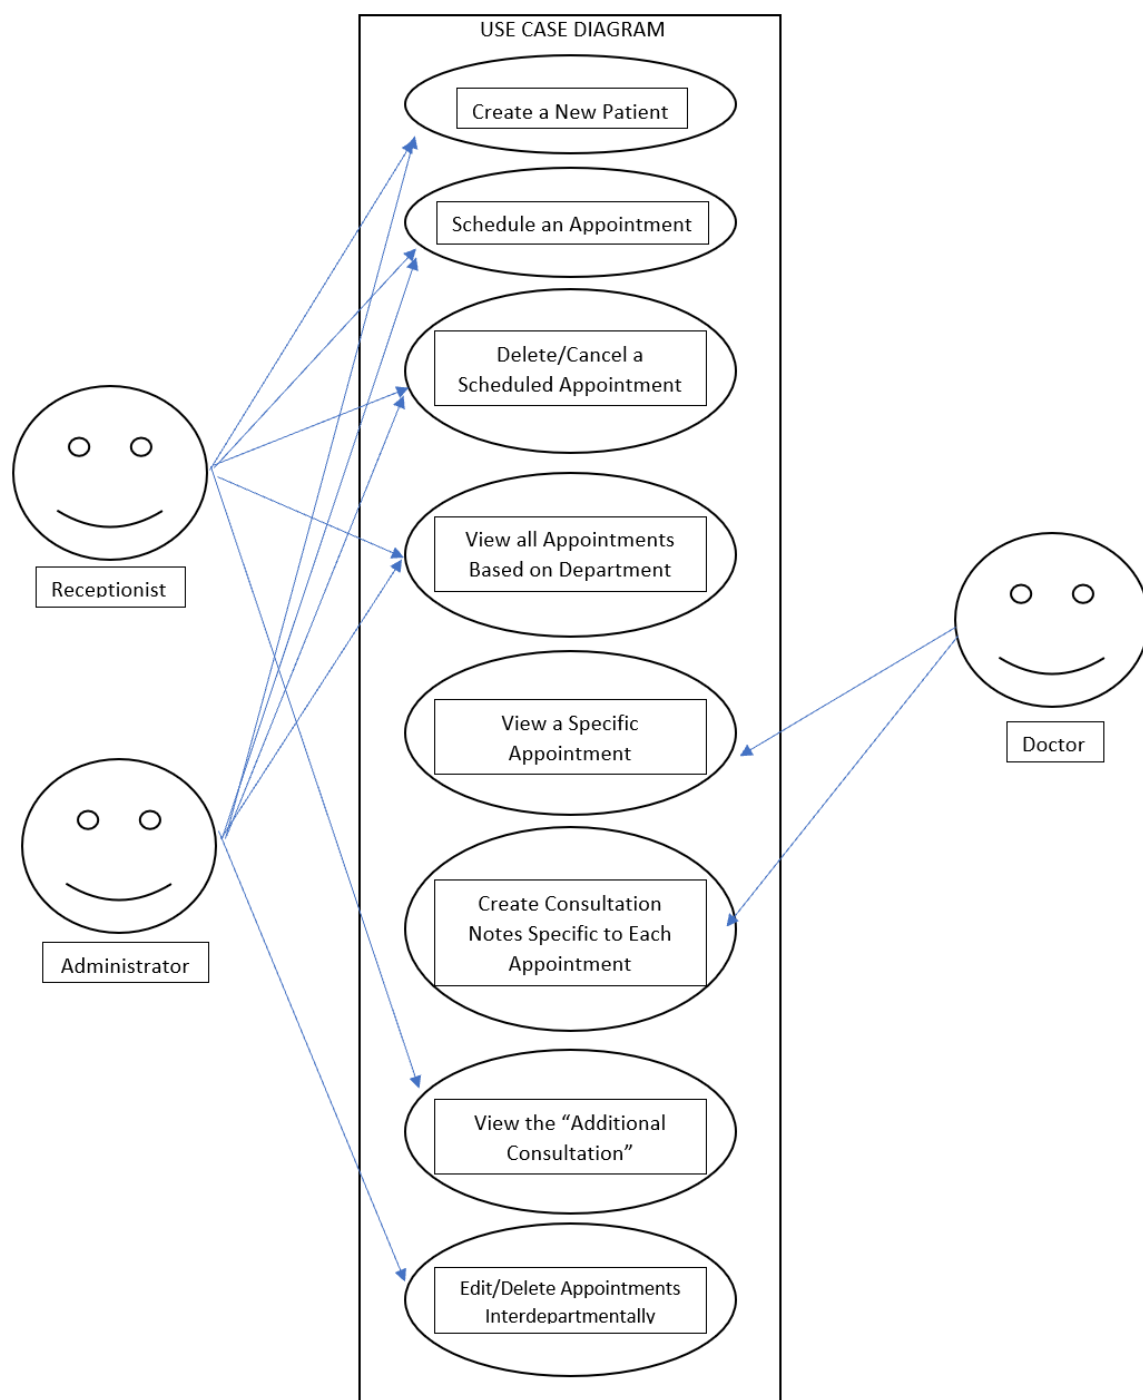 USE CASE DIAGRAM
Create a New Patient
Schedule an Appointment
Delete/Cancel a
Scheduled Appointment
View all Appointments
Based on Department
View a Specific
Appointment
Create Consultation
Notes Specific to Each
Appointment
View the “Additional
Consultation”
Edit/Delete Appointments
Interdepartmentally
Receptionist
Administrator
Doctor